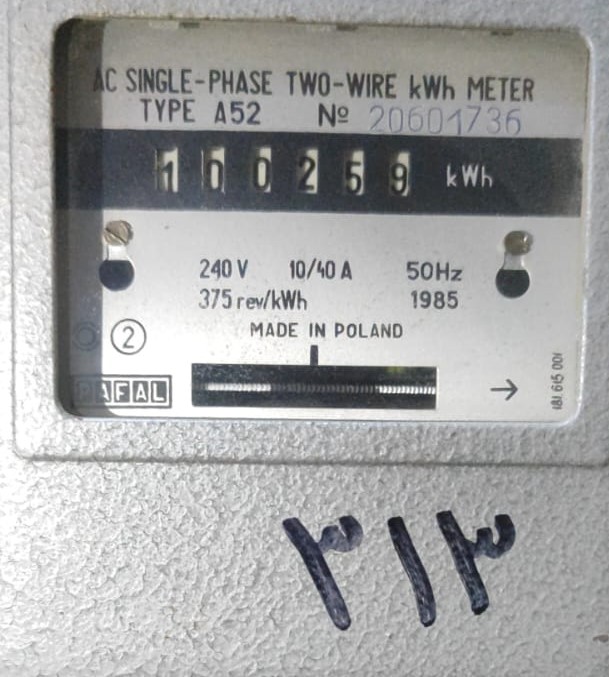 AC SINGLE-PHASE TWO-WIRE kWh METER
TYPE A52 Nº 20601736
100259 kWh
240 V 10/40 A 50Hz
375 rev/kWh 1985
MADE IN POLAND
2
PAFAL
181 615 001
٣١٣